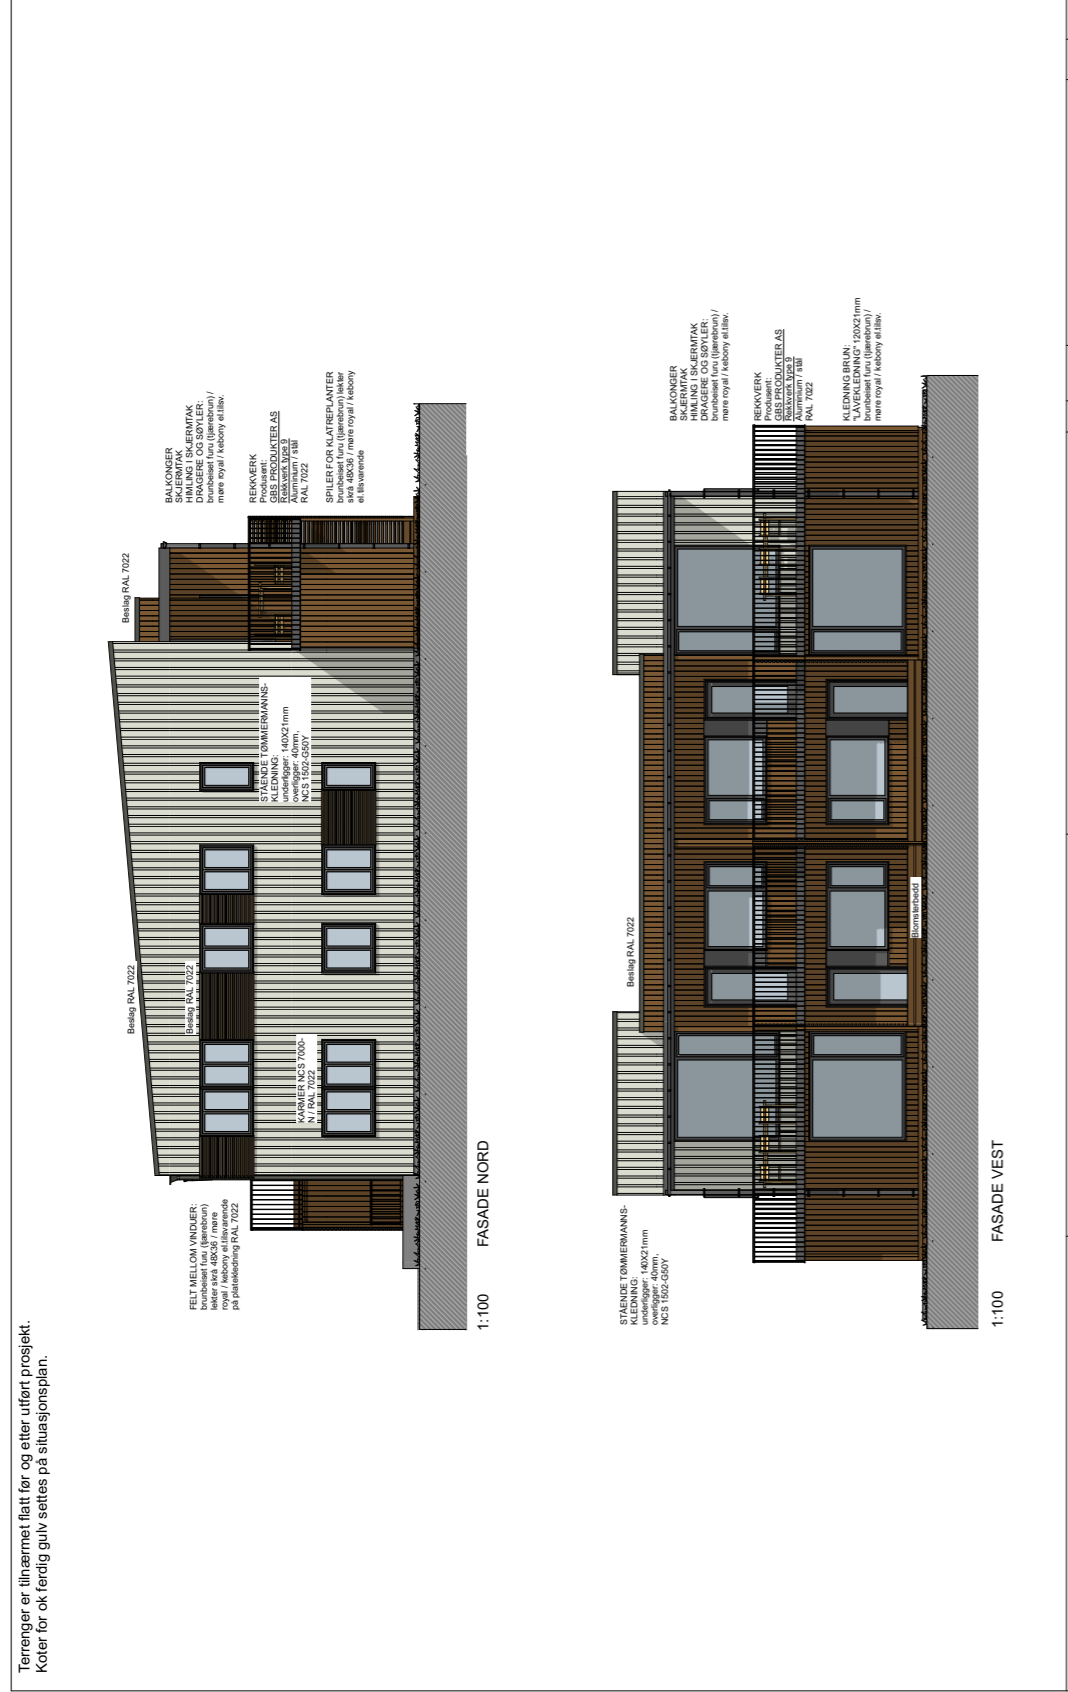 Terrenger er tilnærmet flatt før og etter utført prosjekt.
Koter for ok ferdig gulv settes på situasjonsplan.
Beslag RAL 7022
Beslag RAL 7022
Beslag RAL 7022
FELT MELLOM VINDUER:
brunbeiset furu (tjærebrun)
lekter skrå 48X36 / møre
royal / kebony el.tilsvarende
på platekledning RAL 7022
KARMER NCS 7000-
N / RAL 7022
STÅENDE TØMMERMANNS-
KLEDNING:
underligger: 140X21mm
overligger: 40mm,
NCS 1502-G50Y
BALKONGER
SKJERMTAK
HIMLING I SKJERMTAK
DRAGERE OG SØYLER:
brunbeiset furu (tjærebrun) /
møre royal / kebony el.tilsv.
REKKVERK
Produsent:
GBS PRODUKTER AS
Rekkverk type 9
Aluminium / stål
RAL 7022
SPILER FOR KLATREPLANTER
brunbeiset furu (tjærebrun) lekter
skrå 48X36 / møre royal / kebony
el.tilsvarende
1:100 FASADE NORD
STÅENDE TØMMERMANNS-
KLEDNING:
underligger: 140X21mm
overligger: 40mm,
NCS 1502-G50Y
Beslag RAL 7022
Blomsterbedd
BALKONGER
SKJERMTAK
HIMLING I SKJERMTAK
DRAGERE OG SØYLER:
brunbeiset furu (tjærebrun) /
møre royal / kebony el.tilsv.
REKKVERK
Produsent:
GBS PRODUKTER AS
Rekkverk type 9
Aluminium / stål
RAL 7022
KLEDNING BRUN:
"LAVEKLEDNING" 120X21mm
brunbeiset furu (tjærebrun) /
møre royal / kebony el.tilsv.
1:100 FASADE VEST